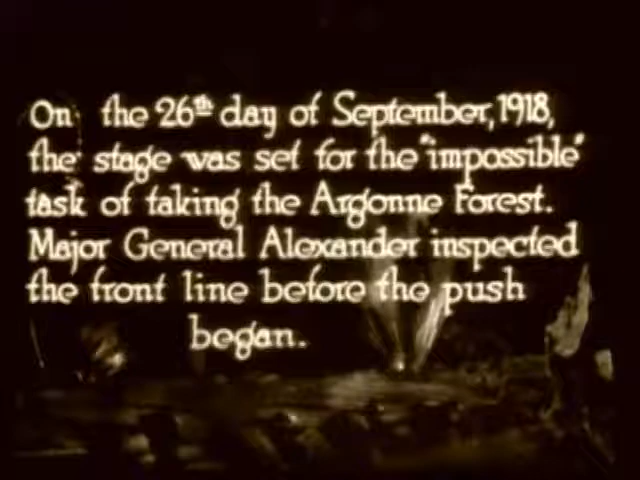 On the 26th day of September, 1918,
the stage was set for the "impossible"
task of taking the Argonne Forest.
Major General Alexander inspected
the front line before the push
began.